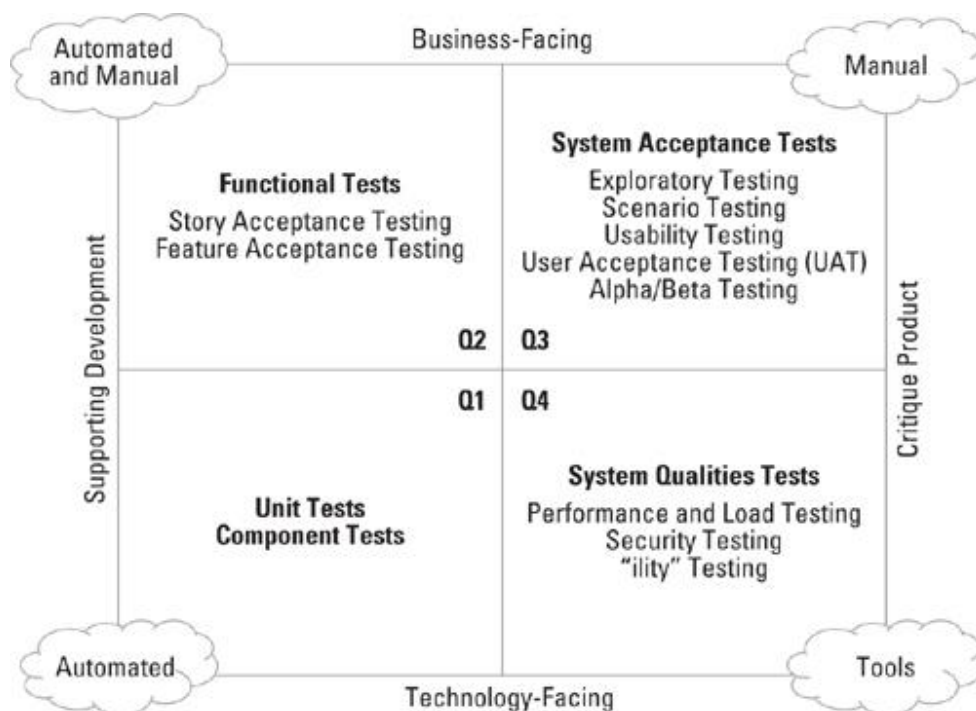 Automated
and Manual
Business-Facing
Manual
Functional Tests
Story Acceptance Testing
Feature Acceptance Testing
System Acceptance Tests
Exploratory Testing
Scenario Testing
Usability Testing
User Acceptance Testing (UAT)
Alpha/Beta Testing
Q2
Q3
Supporting Development
Critique Product
Q1
Q4
Unit Tests
Component Tests
System Qualities Tests
Performance and Load Testing
Security Testing
“ility” Testing
Automated
Technology-Facing
Tools